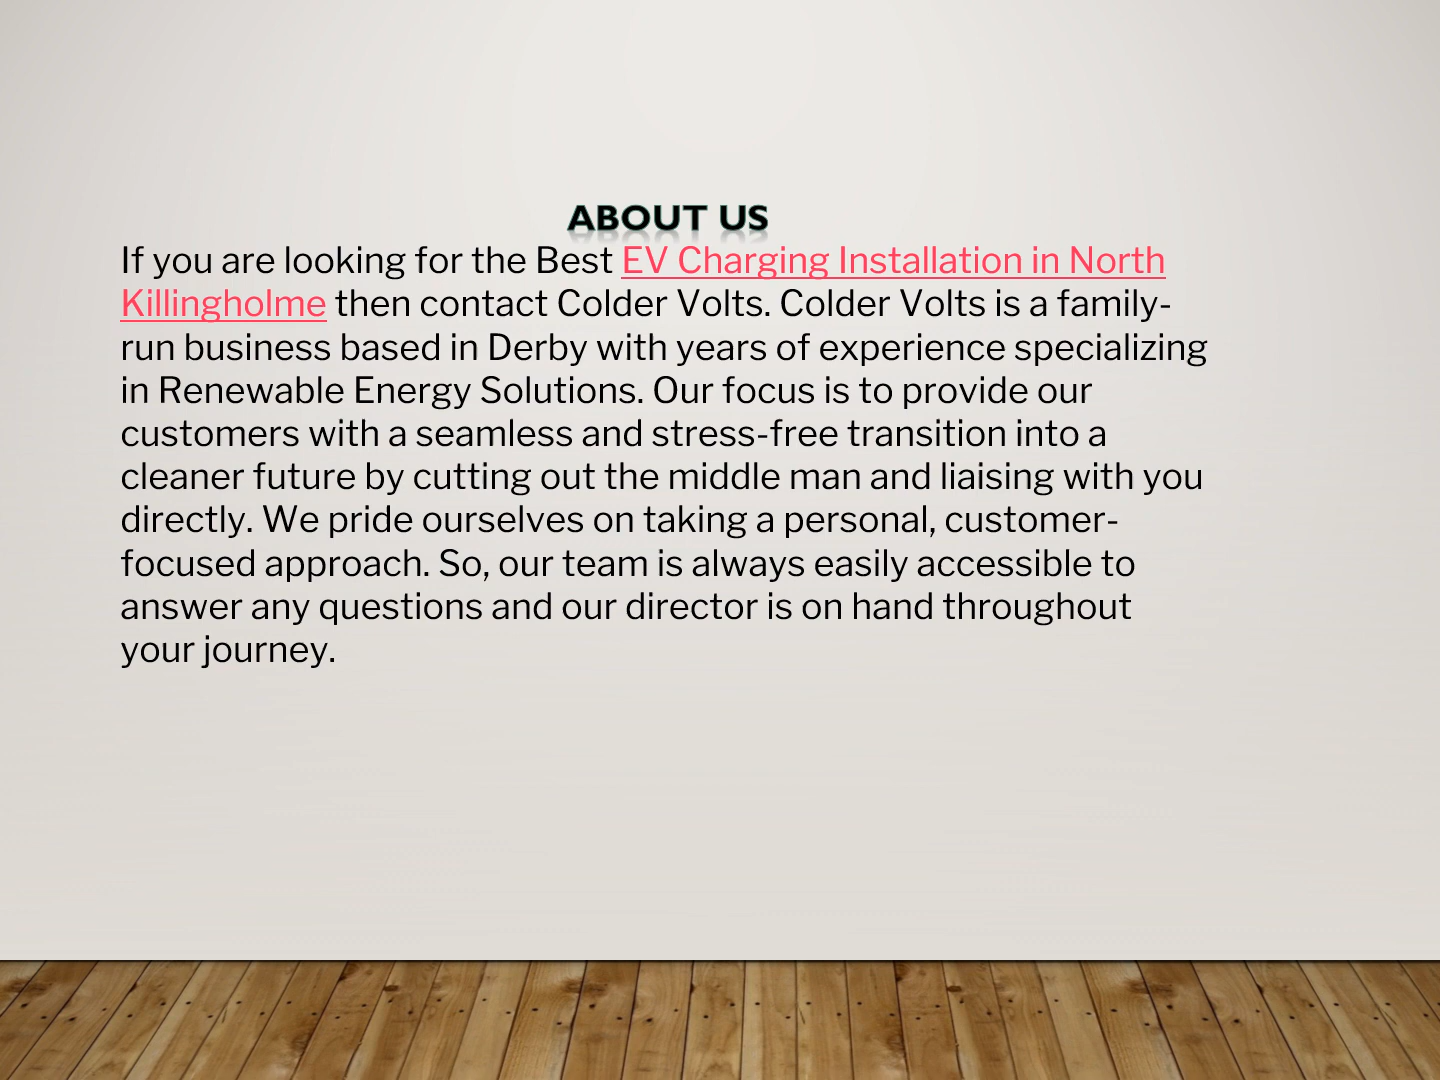 ABOUT US
If you are looking for the Best EV Charging Installation in North
Killingholme then contact Colder Volts. Colder Volts is a family-
run business based in Derby with years of experience specializing
in Renewable Energy Solutions. Our focus is to provide our
customers with a seamless and stress-free transition into a
cleaner future by cutting out the middle man and liaising with you
directly. We pride ourselves on taking a personal, customer-
focused approach. So, our team is always easily accessible to
answer any questions and our director is on hand throughout
your journey.